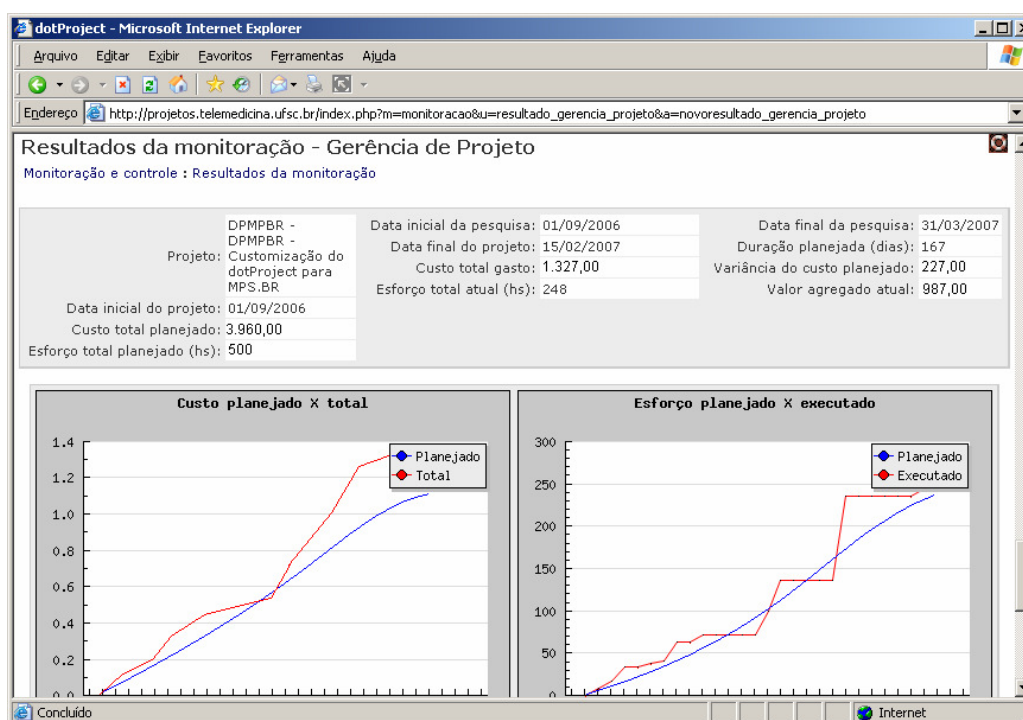 dotProject - Microsoft Internet Explorer
Arquivo Editar Exibir Favoritos Ferramentas Ajuda
Endereço http://projetos.telemedicina.ufsc.br/index.php?m=monitoracao&u=resultado_gerencia_projeto&a=novoresultado_gerencia_projeto
Resultados da monitoração - Gerência de Projeto
Monitoração e controle : Resultados da monitoração
Projeto: DPMPBR -
DPMPBR -
Customização do
dotProject para
MPS.BR
Data inicial do projeto: 01/09/2006
Custo total planejado: 3.960,00
Esforço total planejado (hs): 500
Data inicial da pesquisa: 01/09/2006
Data final do projeto: 15/02/2007
Custo total gasto: 1.327,00
Esforço total atual (hs): 248
Data final da pesquisa: 31/03/2007
Duração planejada (dias): 167
Variância do custo planejado: 227,00
Valor agregado atual: 987,00
Custo planejado X total
1.4
1.2
1.0
0.8
0.6
0.4
0.2
0.0
Planejado
Total
Esforço planejado X executado
300
250
200
150
100
50
0
Planejado
Executado
Concluído
Internet